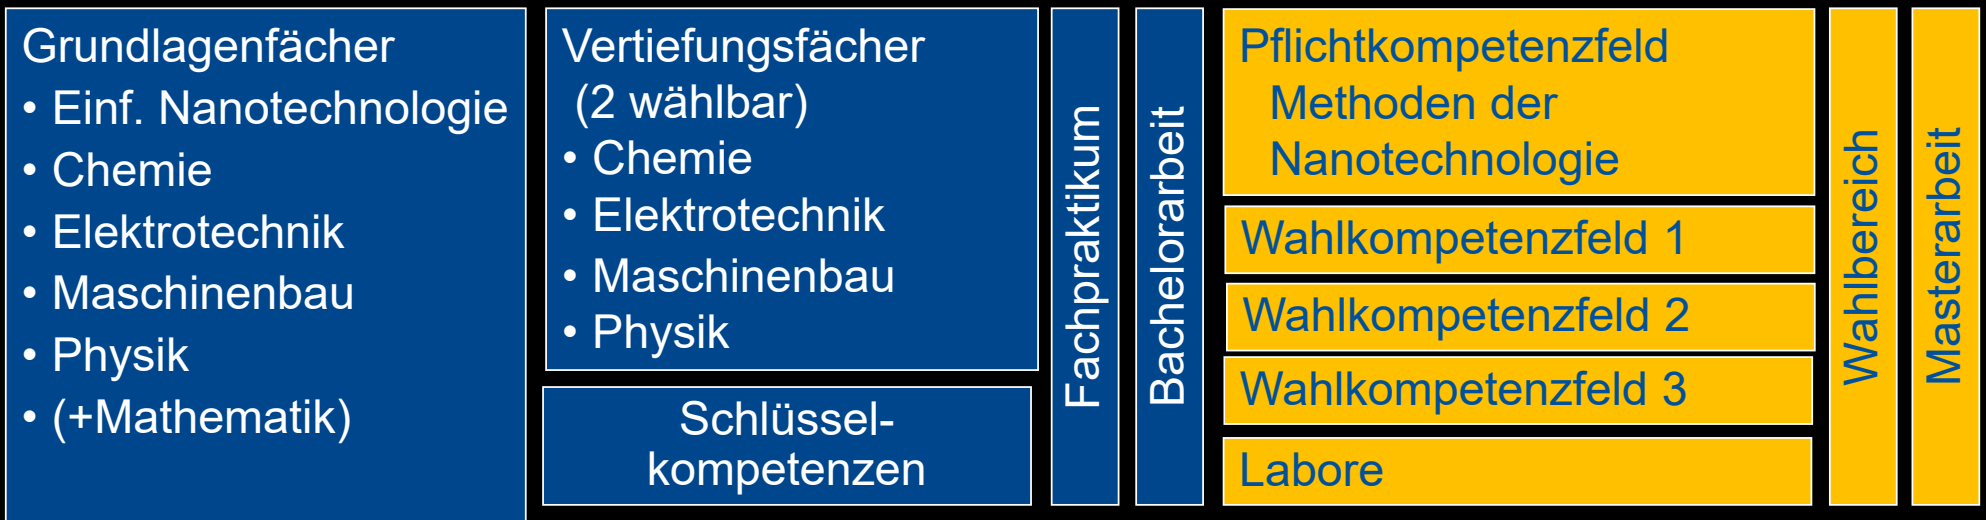 Grundlagenfächer
• Einf. Nanotechnologie
• Chemie
• Elektrotechnik
• Maschinenbau
• Physik
• (+Mathematik)
Vertiefungsfächer
(2 wählbar)
• Chemie
• Elektrotechnik
• Maschinenbau
• Physik
Schlüssel-
kompetenzen
Fachpraktikum
Bachelorarbeit
Pflichtkompetenzfeld
Methoden der
Nanotechnologie
Wahlkompetenzfeld 1
Wahlkompetenzfeld 2
Wahlkompetenzfeld 3
Labore
Wahlbereich
Masterarbeit